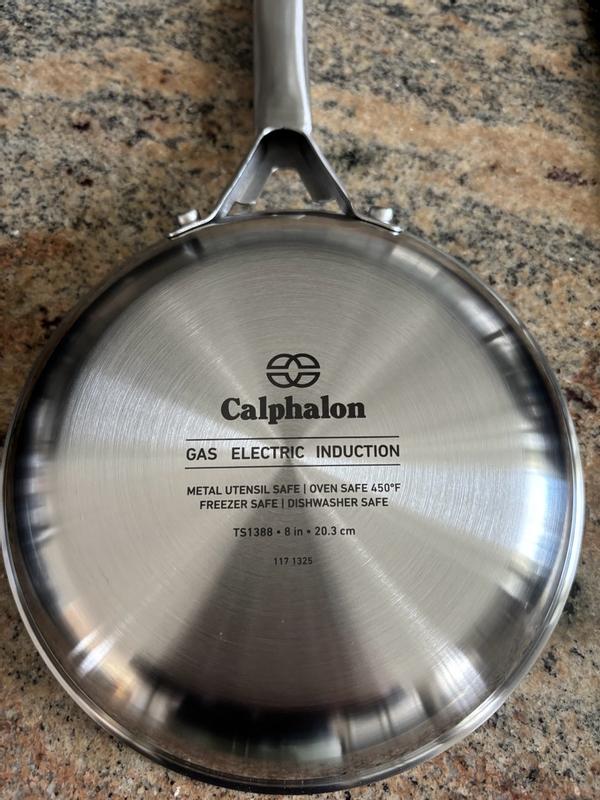 Calphalon
GAS ELECTRIC INDUCTION
METAL UTENSIL SAFE | OVEN SAFE 450°F
FREEZER SAFE | DISHWASHER SAFE
TS1388 • 8 in • 20.3 cm
117 1325